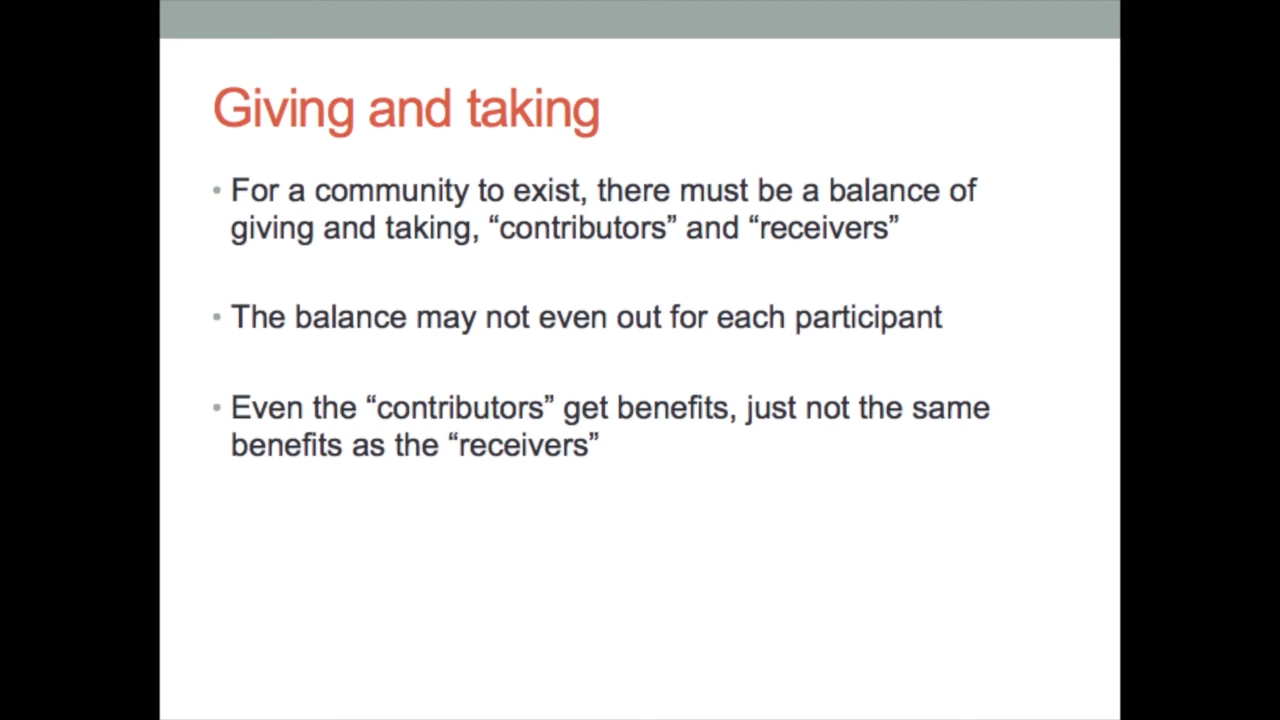 Giving and taking
• For a community to exist, there must be a balance of
giving and taking, “contributors” and “receivers”
• The balance may not even out for each participant
• Even the “contributors” get benefits, just not the same
benefits as the “receivers”